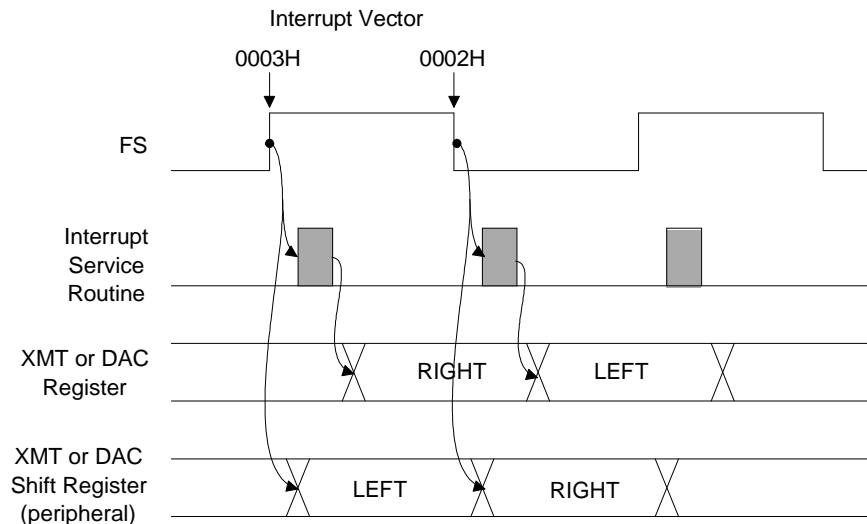 Interrupt Vector
0003H
0002H
FS
Interrupt
Service
Routine
XMT or DAC
Register
RIGHT
LEFT
XMT or DAC
Shift Register
(peripheral)
LEFT
RIGHT